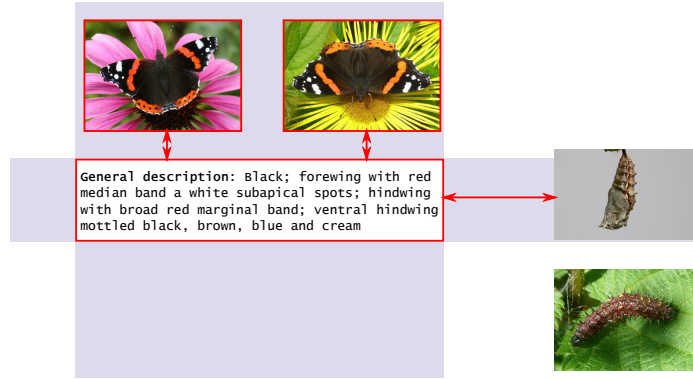 General description: Black; forewing with red
median band a white subapical spots; hindwing
with broad red marginal band; ventral hindwing
mottled black, brown, blue and cream